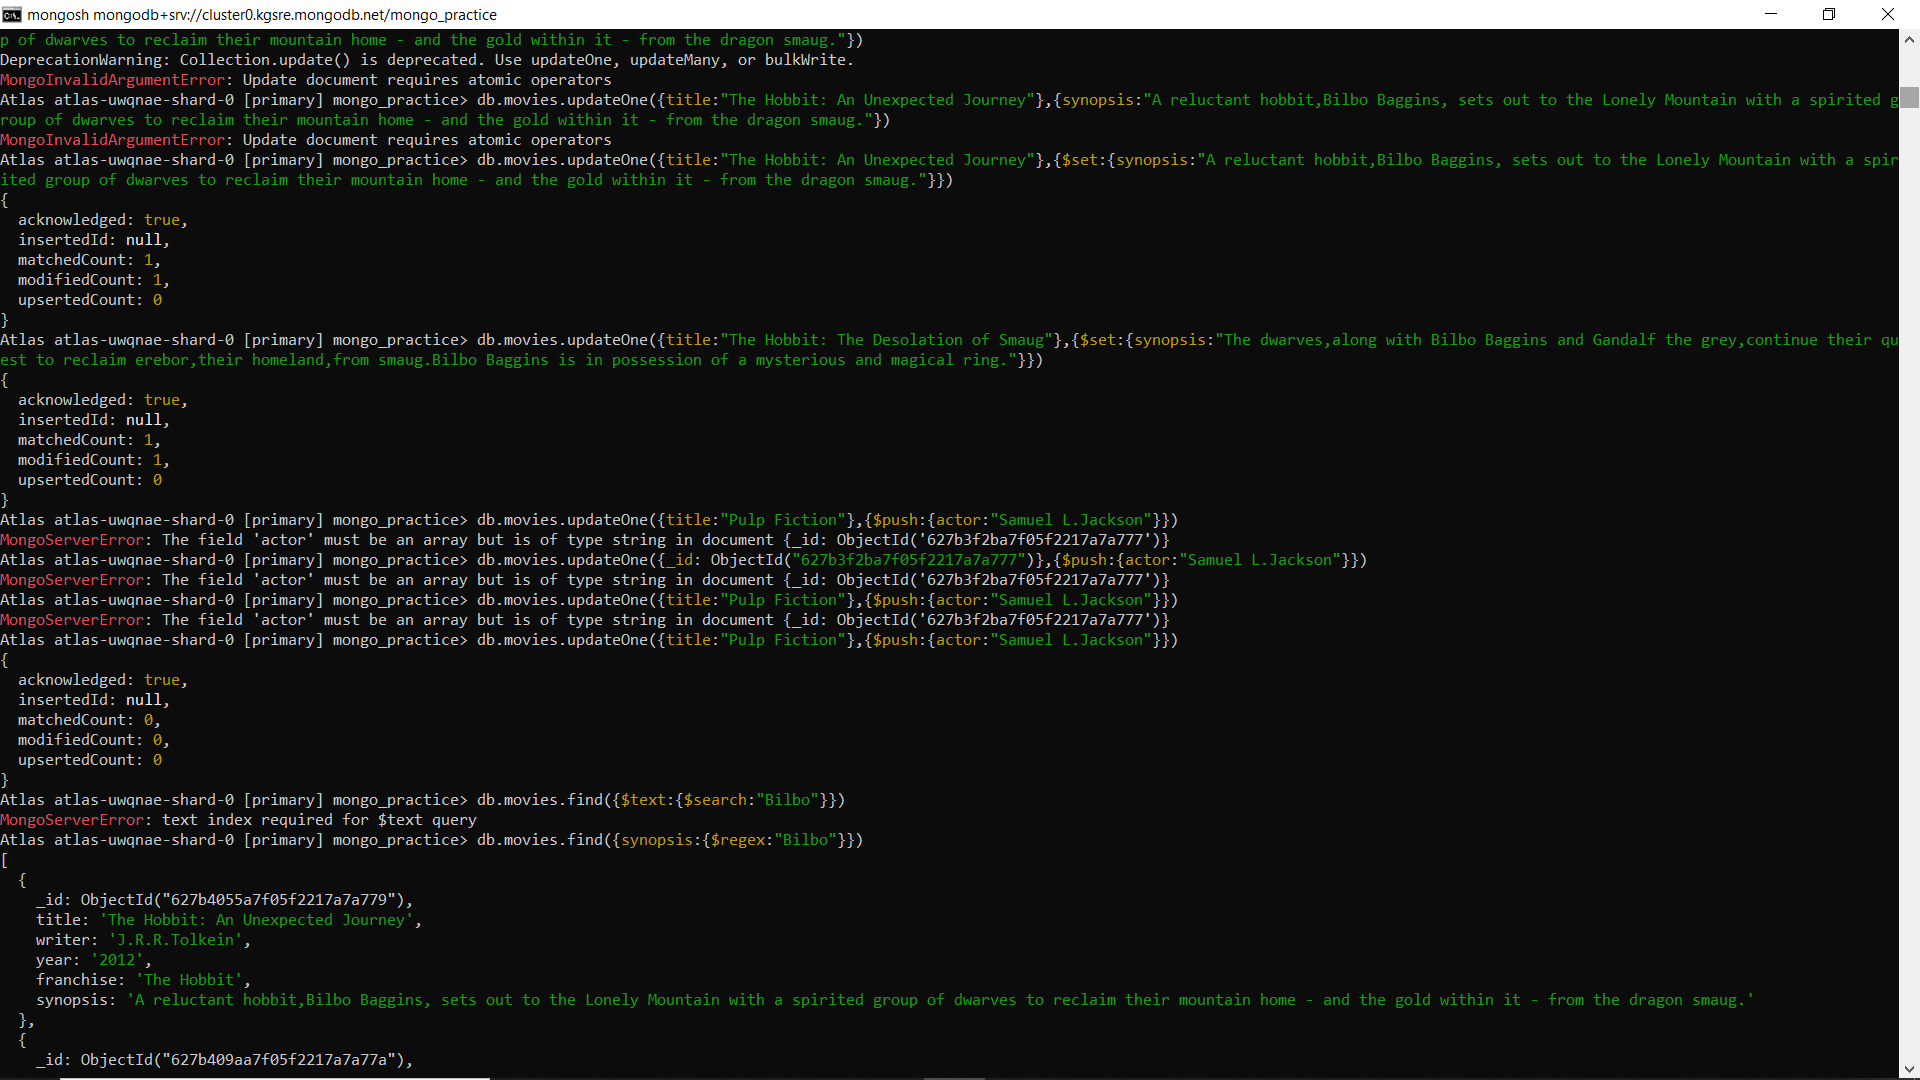 mongosh mongodb+srv://cluster0.kgsre.mongodb.net/mongo_practice
p of dwarves to reclaim their mountain home - and the gold within it - from the dragon smaug."})
DeprecationWarning: Collection.update() is deprecated. Use updateOne, updateMany, or bulkWrite.
MongoInvalidArgumentError: Update document requires atomic operators
Atlas atlas-uwqnae-shard-0 [primary] mongo_practice> db.movies.updateOne({title:"The Hobbit: An Unexpected Journey"},{synopsis:"A reluctant hobbit,Bilbo Baggins, sets out to the Lonely Mountain with a spirited g
roup of dwarves to reclaim their mountain home - and the gold within it - from the dragon smaug."})
MongoInvalidArgumentError: Update document requires atomic operators
Atlas atlas-uwqnae-shard-0 [primary] mongo_practice> db.movies.updateOne({title:"The Hobbit: An Unexpected Journey"},{$set:{synopsis:"A reluctant hobbit,Bilbo Baggins, sets out to the Lonely Mountain with a spir
ited group of dwarves to reclaim their mountain home - and the gold within it - from the dragon smaug."}})
{
  acknowledged: true,
  insertedId: null,
  matchedCount: 1,
  modifiedCount: 1,
  upsertedCount: 0
}
Atlas atlas-uwqnae-shard-0 [primary] mongo_practice> db.movies.updateOne({title:"The Hobbit: The Desolation of Smaug"},{$set:{synopsis:"The dwarves,along with Bilbo Baggins and Gandalf the grey,continue their qu
est to reclaim erebor,their homeland,from smaug.Bilbo Baggins is in possession of a mysterious and magical ring."}})
{
  acknowledged: true,
  insertedId: null,
  matchedCount: 1,
  modifiedCount: 1,
  upsertedCount: 0
}
Atlas atlas-uwqnae-shard-0 [primary] mongo_practice> db.movies.updateOne({title:"Pulp Fiction"},{$push:{actor:"Samuel L.Jackson"}})
MongoServerError: The field 'actor' must be an array but is of type string in document {_id: ObjectId('627b3f2ba7f05f2217a7a777')}
Atlas atlas-uwqnae-shard-0 [primary] mongo_practice> db.movies.updateOne({_id: ObjectId("627b3f2ba7f05f2217a7a777")},{$push:{actor:"Samuel L.Jackson"}})
MongoServerError: The field 'actor' must be an array but is of type string in document {_id: ObjectId('627b3f2ba7f05f2217a7a777')}
Atlas atlas-uwqnae-shard-0 [primary] mongo_practice> db.movies.updateOne({title:"Pulp Fiction"},{$push:{actor:"Samuel L.Jackson"}})
MongoServerError: The field 'actor' must be an array but is of type string in document {_id: ObjectId('627b3f2ba7f05f2217a7a777')}
Atlas atlas-uwqnae-shard-0 [primary] mongo_practice> db.movies.updateOne({title:"Pulp Fiction"},{$push:{actor:"Samuel L.Jackson"}})
{
  acknowledged: true,
  insertedId: null,
  matchedCount: 0,
  modifiedCount: 0,
  upsertedCount: 0
}
Atlas atlas-uwqnae-shard-0 [primary] mongo_practice> db.movies.find({$text:{$search:"Bilbo"}})
MongoServerError: text index required for $text query
Atlas atlas-uwqnae-shard-0 [primary] mongo_practice> db.movies.find({synopsis:{$regex:"Bilbo"}})
[
  {
    _id: ObjectId("627b4055a7f05f2217a7a779"),
    title: 'The Hobbit: An Unexpected Journey',
    writer: 'J.R.R.Tolkein',
    year: '2012',
    franchise: 'The Hobbit',
    synopsis: 'A reluctant hobbit,Bilbo Baggins, sets out to the Lonely Mountain with a spirited group of dwarves to reclaim their mountain home - and the gold within it - from the dragon smaug.'
  },
  {
    _id: ObjectId("627b409aa7f05f2217a7a77a"),